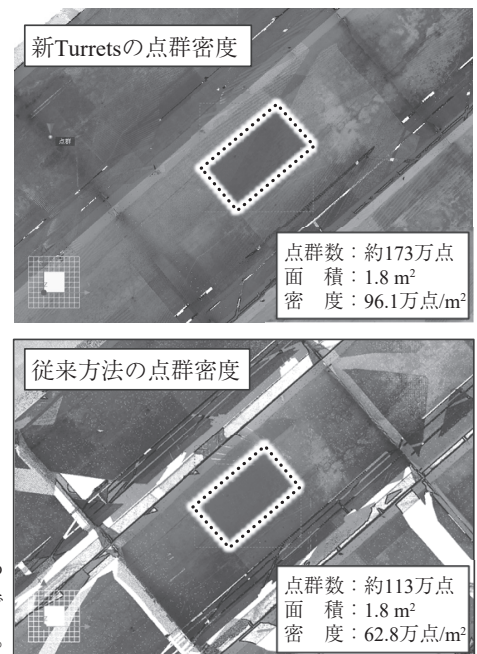 新Turretsの点群密度
点群
点群数：約173万点
面　積：1.8 m²
密　度：96.1万点/m²
従来方法の点群密度
点群数：約113万点
面　積：1.8 m²
密　度：62.8万点/m²